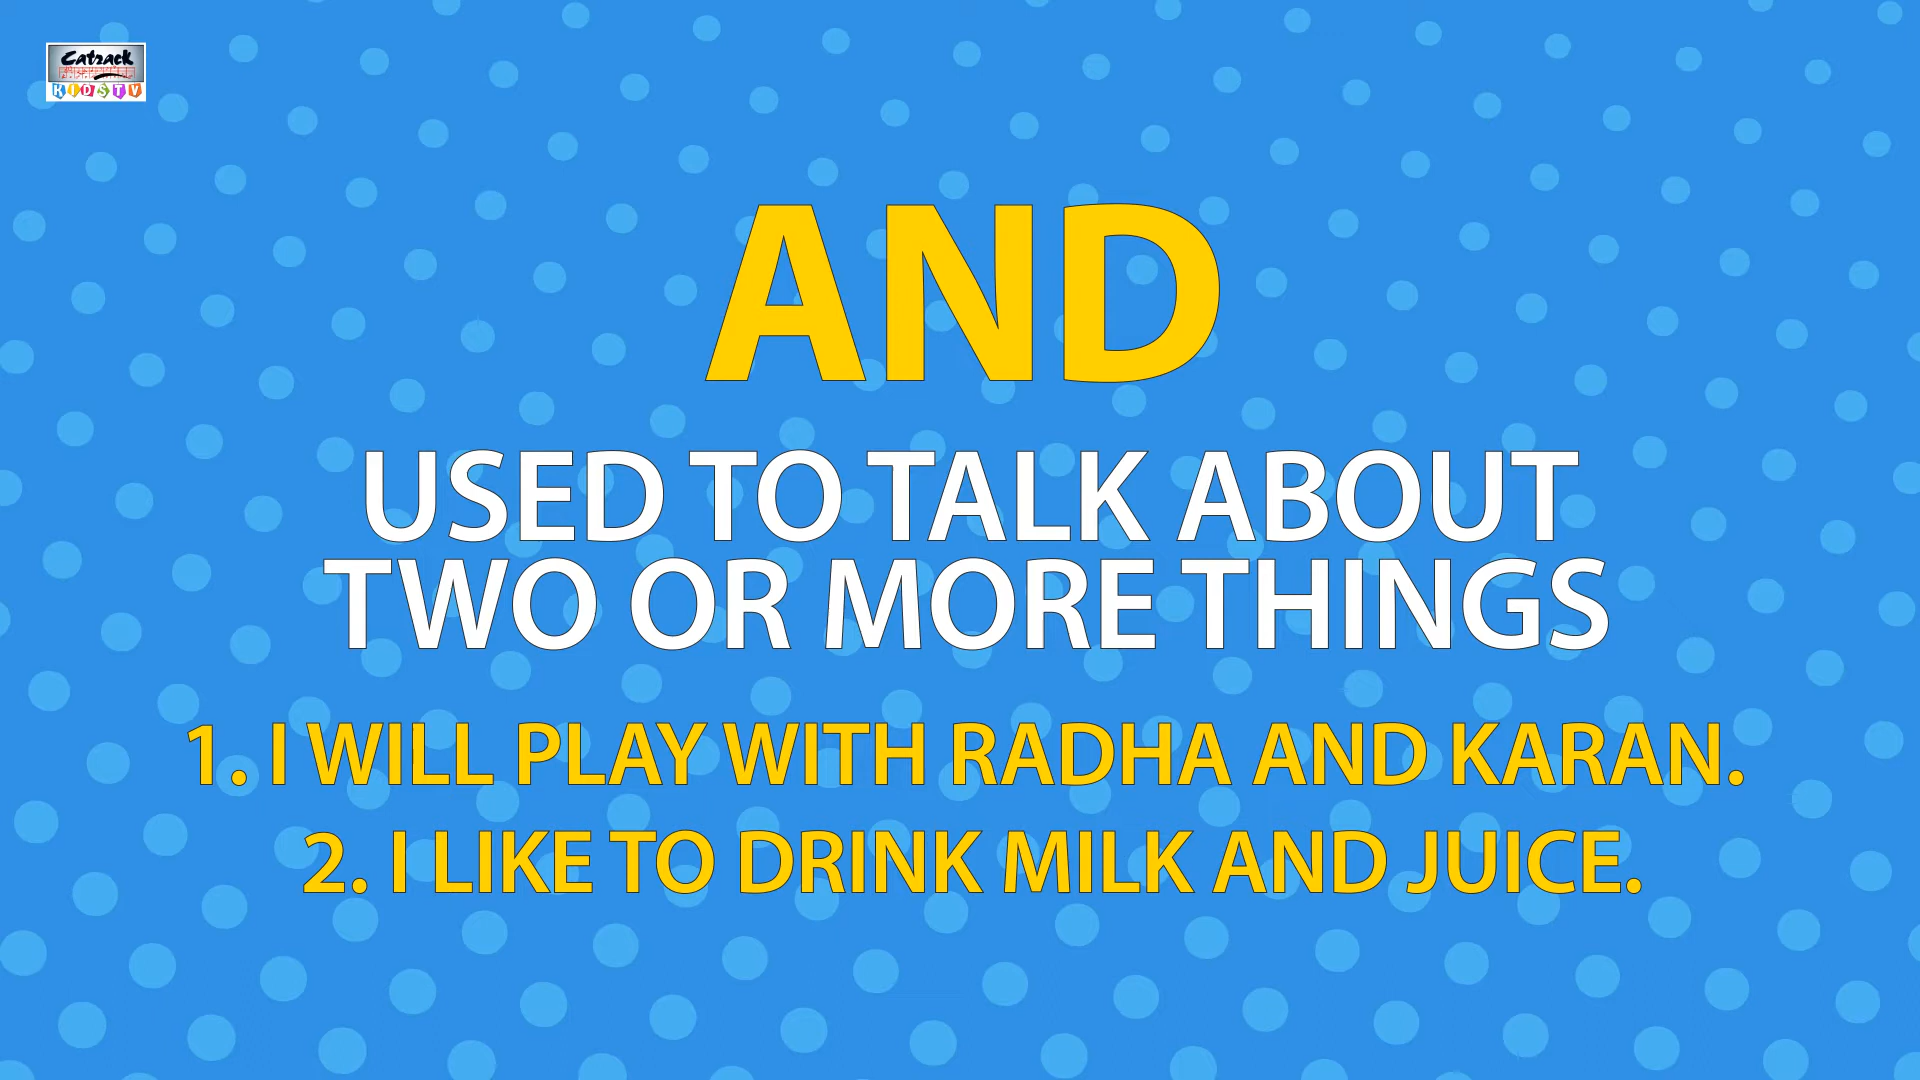 Catrack
KIDS TV
AND
USED TO TALK ABOUT
TWO OR MORE THINGS
1. I WILL PLAY WITH RADHA AND KARAN.
2. I LIKE TO DRINK MILK AND JUICE.